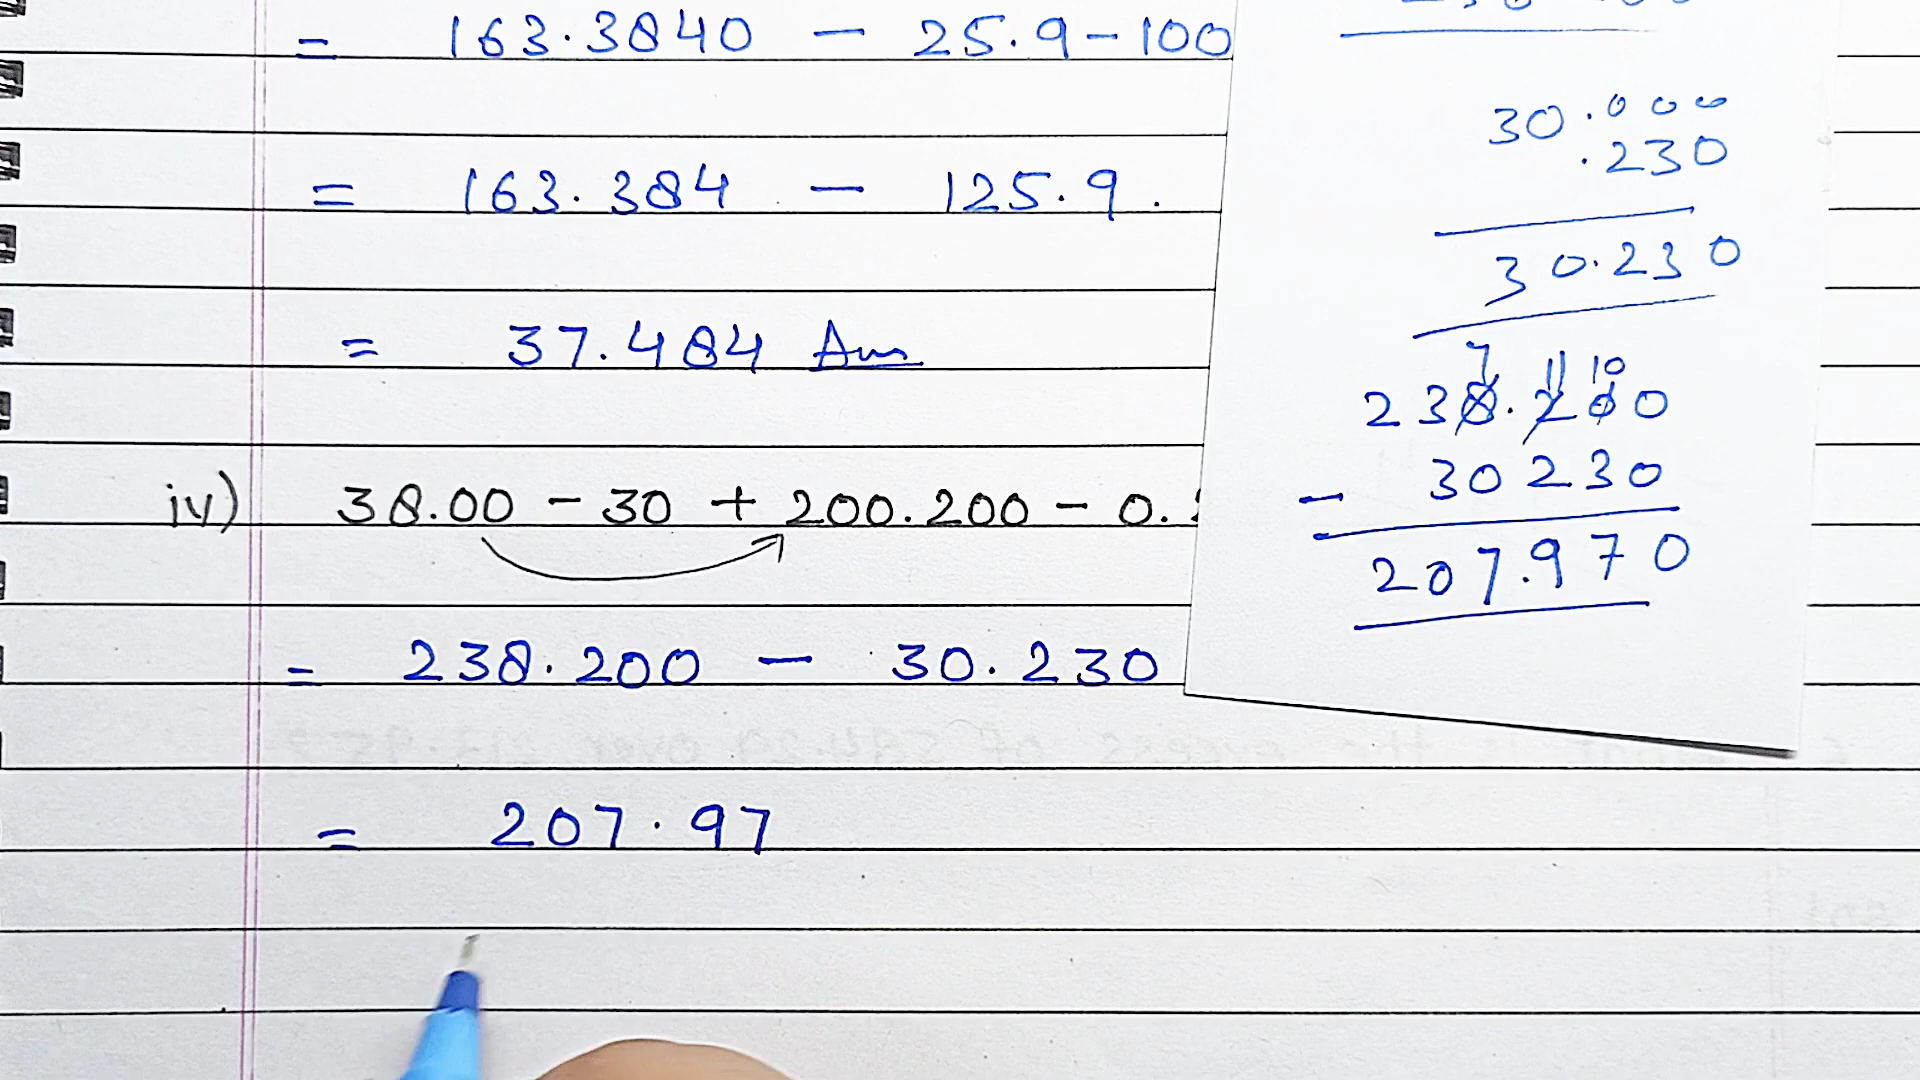 = 163.3840 - 25.9-100
= 163.384 - 125.9.
= 37.484 Ans
iv) 38.00 - 30 + 200.200 - 0.
= 238.200 - 30.230
= 207.97
30.000
.230
30.230
7 11 10
238.200
- 30230
207.970